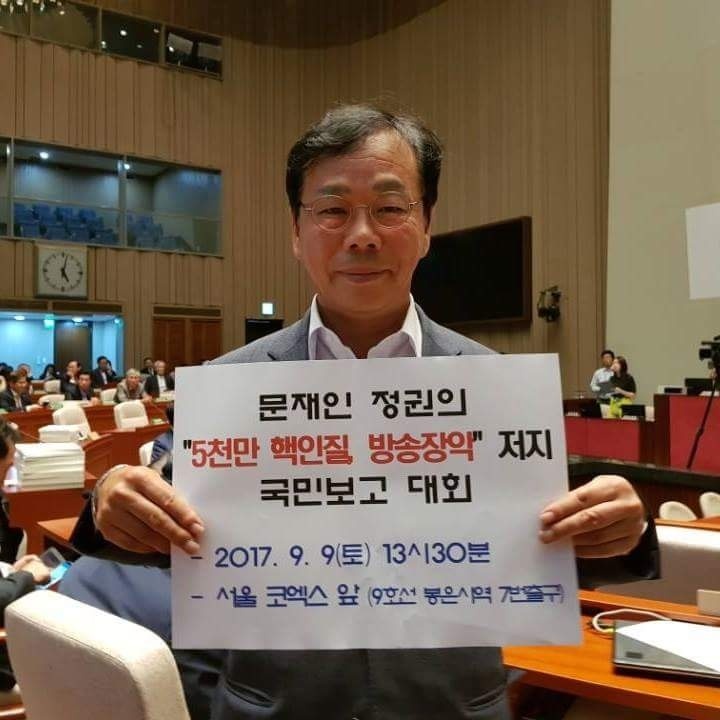 문재인 정권의
"5천만 핵인질, 방송장악" 저지
국민보고 대회
- 2017. 9. 9(토) 13시30분
- 서울 코엑스 앞 (9호선 봉은사역 7번출구)